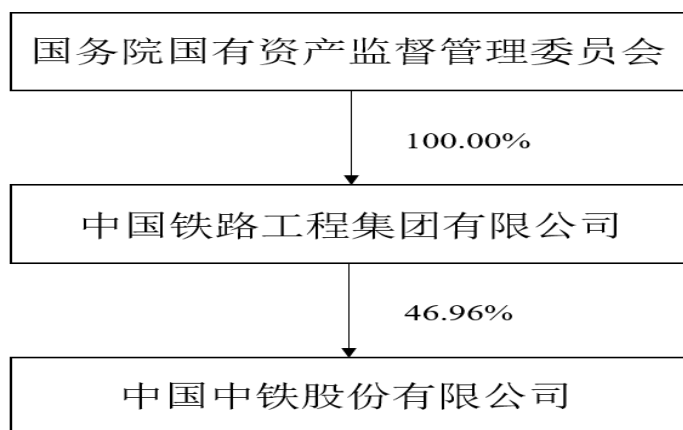 国务院国有资产监督管理委员会
100.00%
中国铁路工程集团有限公司
46.96%
中国中铁股份有限公司